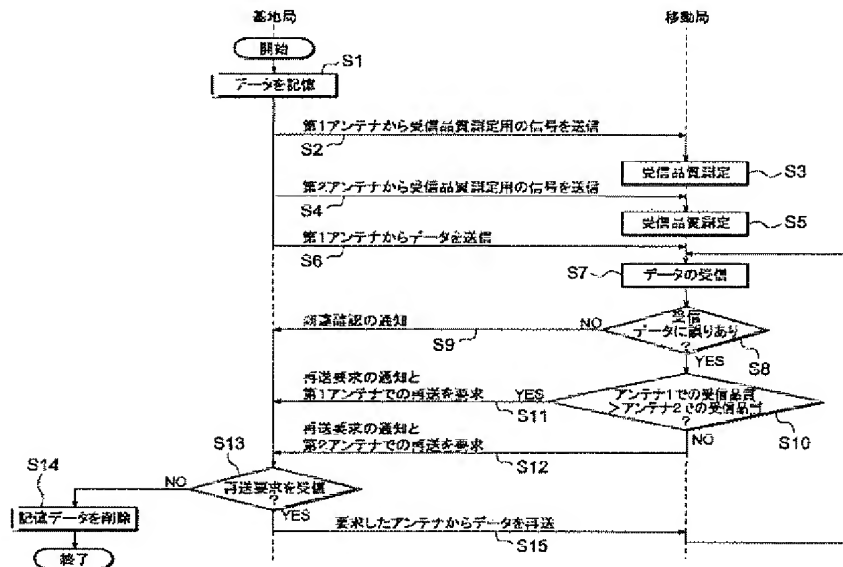 基地局
移動局
開始
S1
データを記憶
第1アンテナから受信品質測定用の信号を送信
S2
受信品質測定
S3
第2アンテナから受信品質測定用の信号を送信
S4
受信品質測定
S5
第1アンテナからデータを送信
S6
S7
データの受信
受信
データに誤りあり
?
S8
NO
送達確認の通知
S9
YES
アンテナ1での受信品質
>アンテナ2での受信品質
?
S10
YES
再送要求の通知と
第1アンテナでの再送を要求
S11
NO
再送要求の通知と
第2アンテナでの再送を要求
S12
S13
再送要求を受信
?
NO
S14
記憶データを削除
終了
YES
要求したアンテナからデータを再送
S15